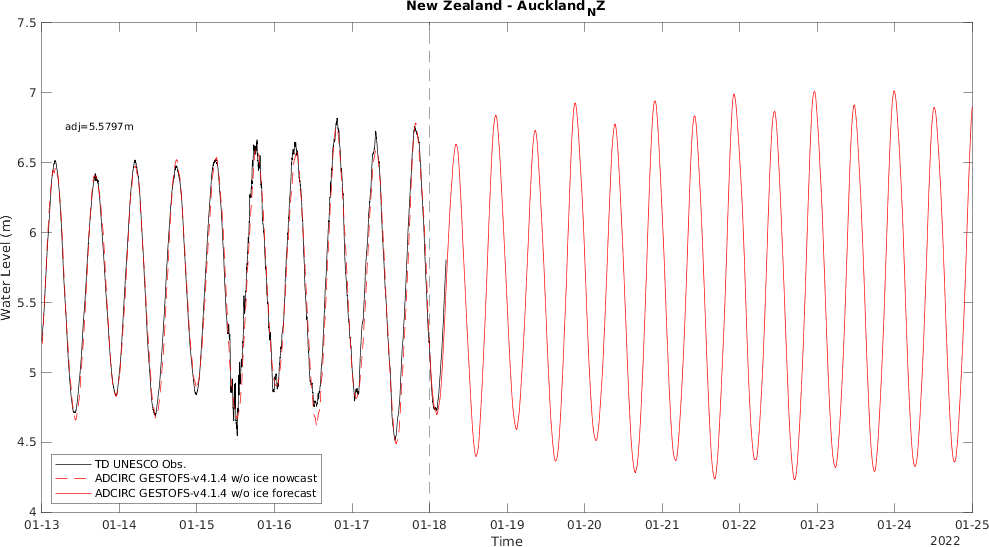 New Zealand - Auckland_NZ
7.5
7
6.5
6
5.5
5
4.5
4
Water Level (m)
adj=5.5797m
TD UNESCO Obs.
ADCIRC GESTOFS-v4.1.4 w/o ice nowcast
ADCIRC GESTOFS-v4.1.4 w/o ice forecast
01-13 01-14 01-15 01-16 01-17 01-18 01-19 01-20 01-21 01-22 01-23 01-24 01-25
Time
2022